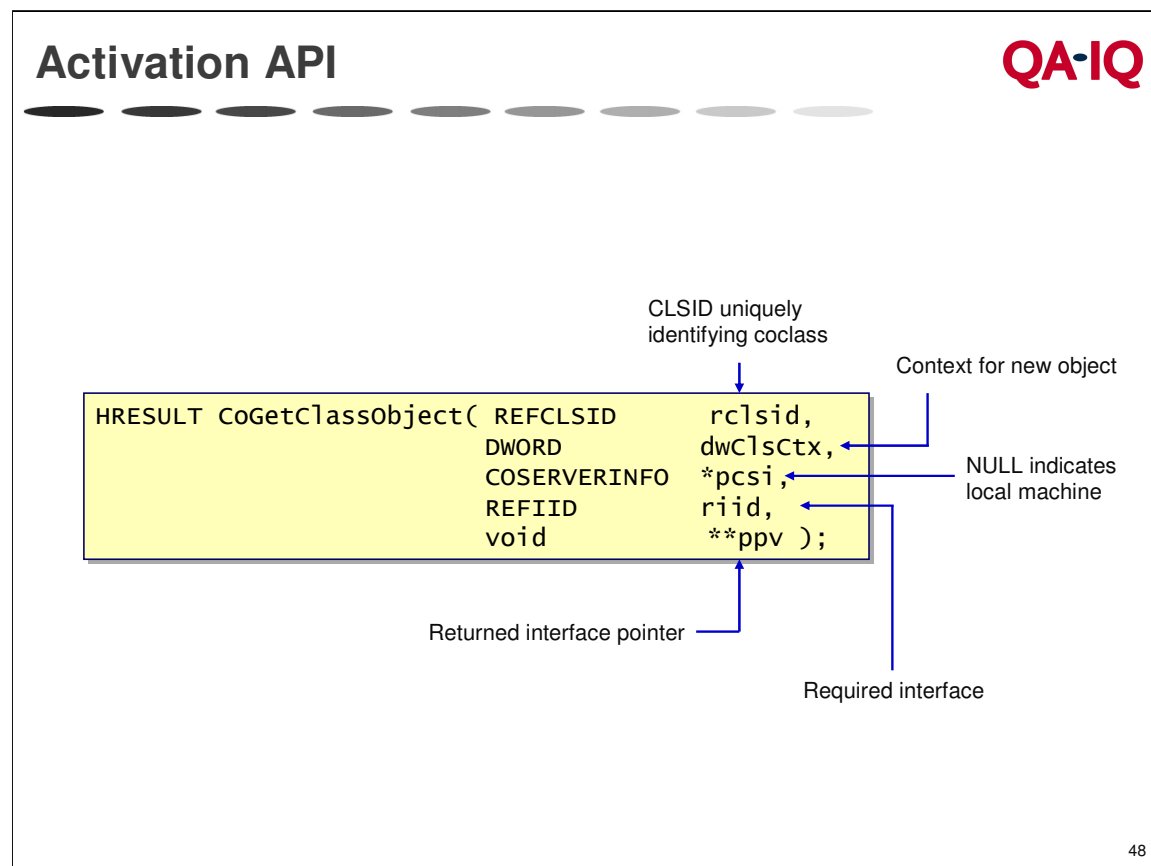 Activation API
QA-IQ
CLSID uniquely
identifying coclass
Context for new object
HRESULT CoGetClassObject( REFCLSID rclsid,
DWORD dwClsCtx,
COSERVERINFO *pcsi,
REFIID riid,
void **ppv );
NULL indicates
local machine
Returned interface pointer
Required interface
48